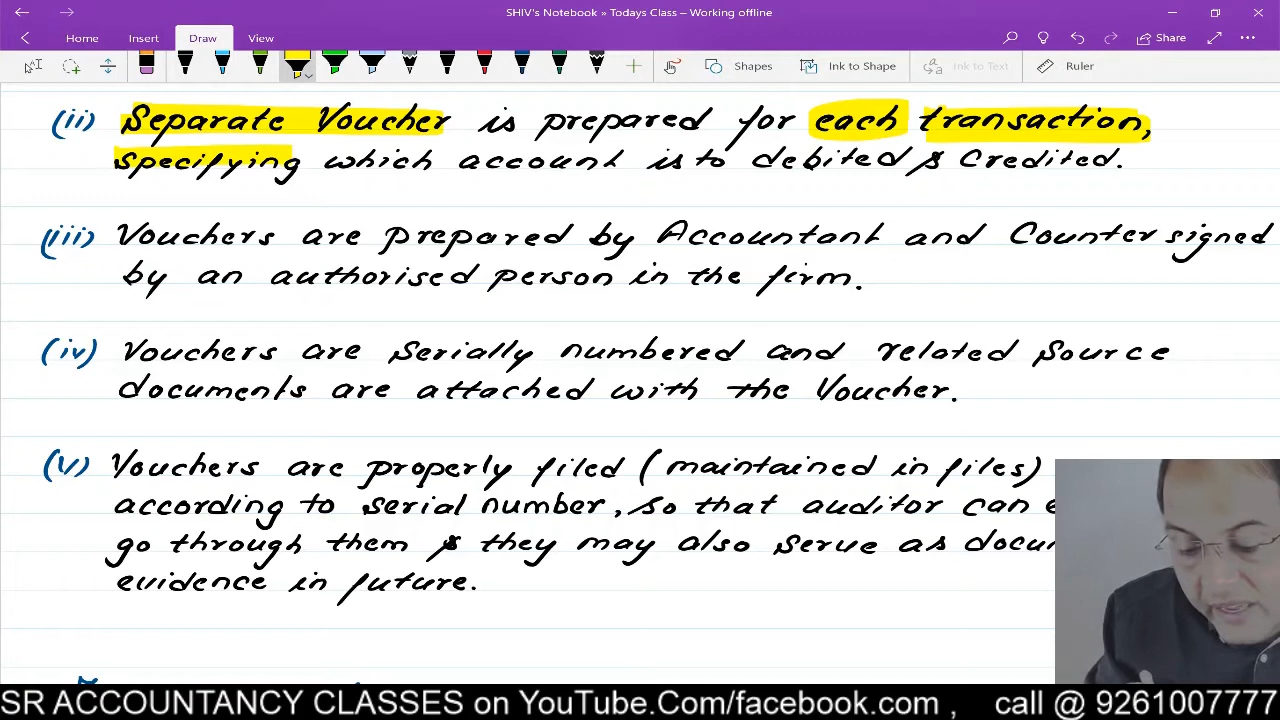 SHIV's Notebook » Todays Class – Working offline
Home Insert Draw View Share
Shapes Ink to Shape Ink to Text Ruler
(ii) Separate Voucher is prepared for each transaction,
specifying which account is to debited & Credited.
(iii) Vouchers are prepared by Accountant and Countersigned
by an authorised person in the firm.
(iv) Vouchers are serially numbered and related source
documents are attached with the Voucher.
(v) Vouchers are properly filed (maintained in files)
according to serial number, so that auditor can
go through them & they may also serve as
evidence in future.
SR ACCOUNTANCY CLASSES on YouTube.Com/facebook.com , call @ 9261007777